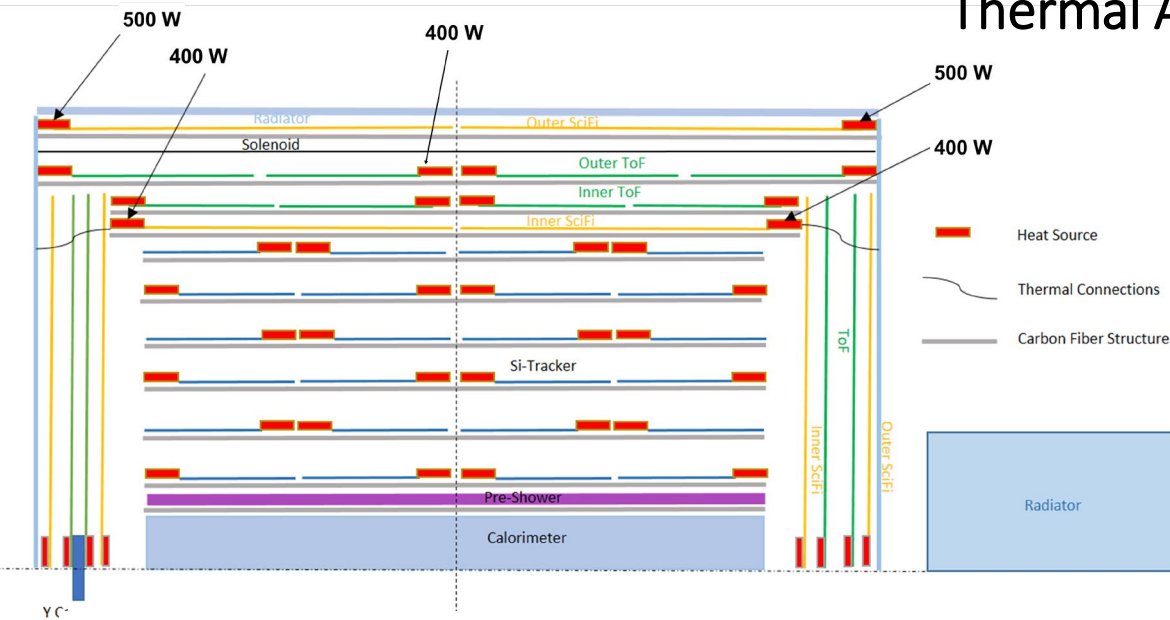 Thermal A
500 W
400 W
400 W
500 W
400 W
Radiator
Outer SciFi
Solenoid
Outer ToF
Inner ToF
Inner SciFi
Heat Source
Thermal Connections
Carbon Fiber Structure
ToF
Si-Tracker
Inner SciFi
Outer SciFi
Pre-Shower
Calorimeter
Radiator